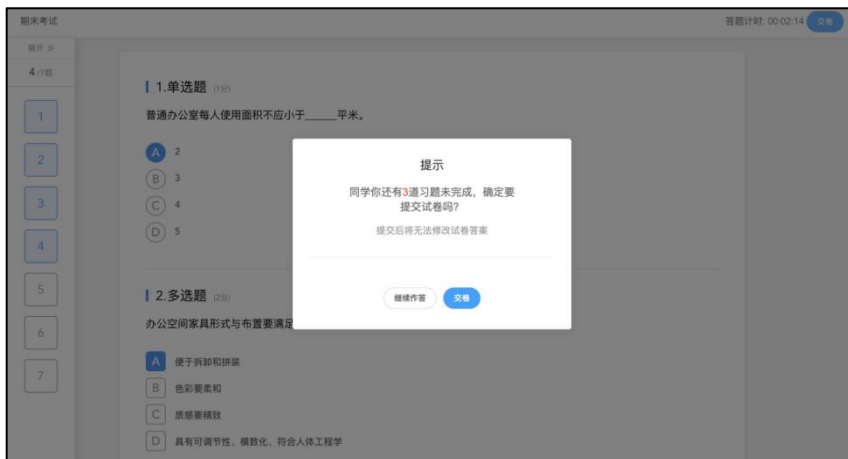 期末考试
答题计时: 00:02:14
交卷
展开 »
4 /7题
1
2
3
4
5
6
7
1.单选题 (1分)
普通办公室每人使用面积不应小于_____平米。
A 2
B 3
C 4
D 5
2.多选题 (2分)
办公空间家具形式与布置要满足
A 便于拆卸和拼装
B 色彩要柔和
C 质感要精致
D 具有可调节性、模数化、符合人体工程学
提示
同学你还有3道习题未完成，确定要
提交试卷吗?
提交后将无法修改试卷答案
继续作答
交卷